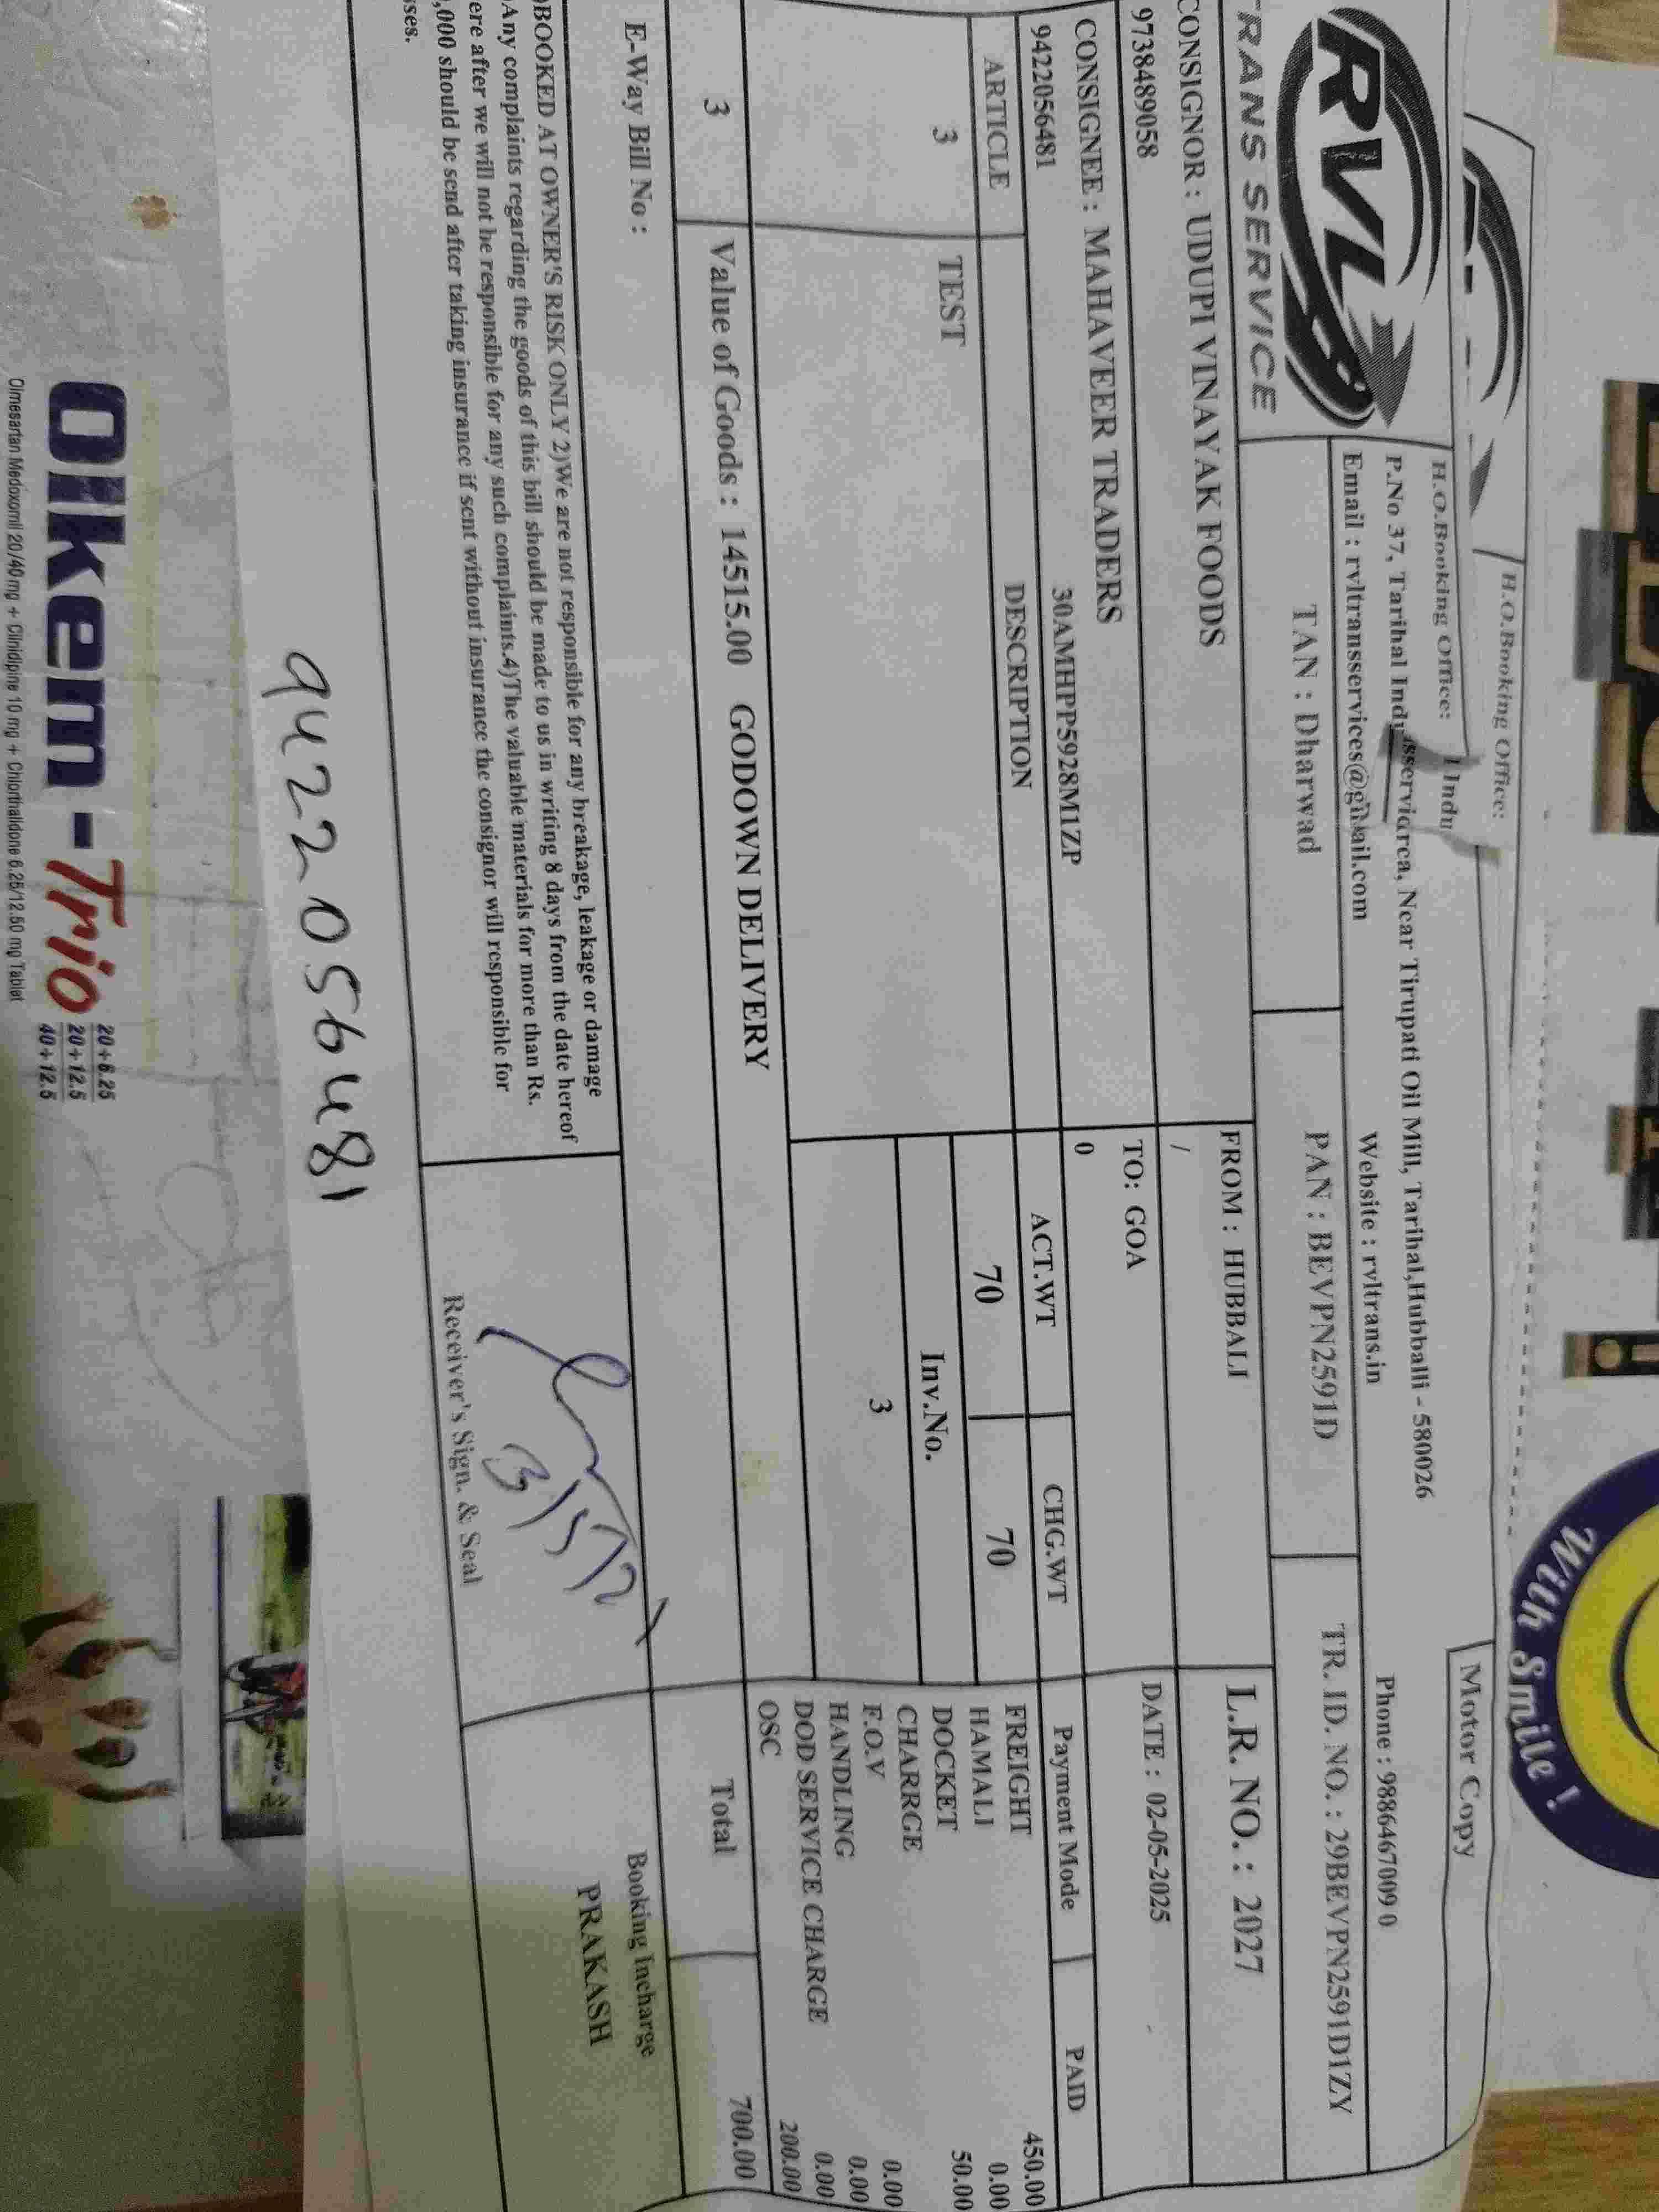 H.O.Booking Office:
Motor Copy
RVL
TRANS SERVICE
H.O.Booking Office:
P.No 37, Tarihal Indu
l Indu
sservic area, Near Tirupati Oil Mill, Tarihal,Hubballi - 580026
Email : rvltransservices@gmail.com
Website : rvltrans.in
Phone : 9886467009 0
TAN : Dharwad
PAN : BEVPN2591D
TR. ID. NO. : 29BEVPN2591D1ZY
CONSIGNOR : UDUPI VINAYAK FOODS
9738489058
FROM : HUBBALI
/
L.R. NO. : 2027
CONSIGNEE : MAHAVEER TRADERS
9422056481 30AMHPP5928M1ZP
TO: GOA
0
DATE : 02-05-2025
ARTICLE DESCRIPTION ACT.WT CHG.WT Payment Mode PAID
3 TEST 70 70
Inv.No.
3
FREIGHT 450.00
HAMALI 0.00
DOCKET 50.00
CHARRGE
F.O.V 0.00
HANDLING 0.00
DOD SERVICE CHARGE 0.00
OSC 200.00
3 Value of Goods : 14515.00 GODOWN DELIVERY
Total 700.00
E-Way Bill No :
)BOOKED AT OWNER'S RISK ONLY 2)We are not responsible for any breakage, leakage or damage
)Any complaints regarding the goods of this bill should be made to us in writing 8 days from the date hereof
ere after we will not be responsible for any such complaints.4)The valuable materials for more than Rs.
,000 should be send after taking insurance if sent without insurance the consignor will responsible for
sses.
3/5/2
Receiver's Sign. & Seal
Booking Incharge
PRAKASH
9422056481
With Smile !
Olkem - Trio
20+6.25
20+12.5
40+12.5
Olmesartan Medoxomil 20/40 mg + Cilnidipine 10 mg + Chlorthalidone 6.25/12.50 mg Tablet